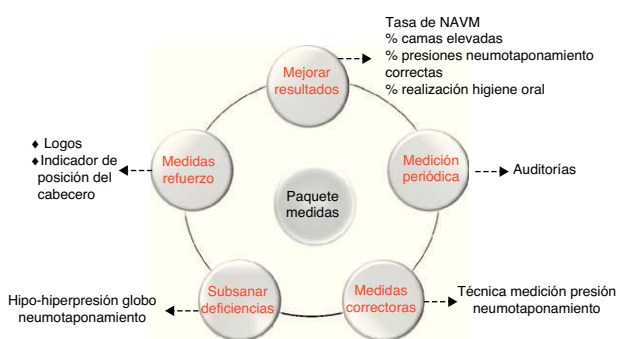 Tasa de NAVM
% camas elevadas
% presiones neumotaponamiento
correctas
% realización higiene oral
Mejorar
resultados
♦ Logos
♦Indicador de
posición del
cabecero
Medidas
refuerzo
Medición
periódica
Auditorías
Paquete
medidas
Hipo-hiperpresión globo
neumotaponamiento
Subsanar
deficiencias
Medidas
correctoras
Técnica medición presión
neumotaponamiento